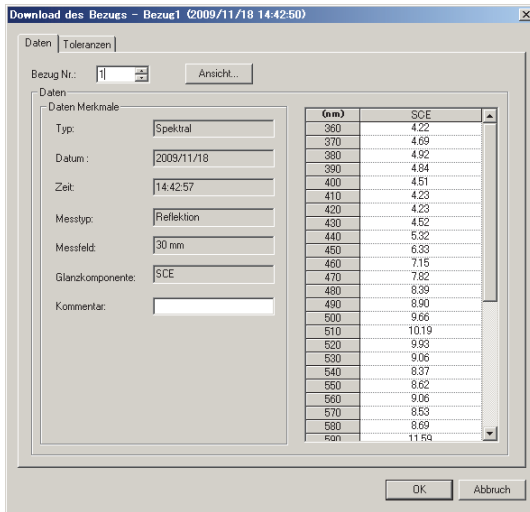 Download des Bezugs - Bezug1 (2009/11/18 14:42:50)
Daten Toleranzen
Bezug Nr.: 1 Ansicht...
Daten
Daten Merkmale
Typ: Spektral
Datum : 2009/11/18
Zeit: 14:42:57
Messtyp: Reflektion
Messfeld: 30 mm
Glanzkomponente: SCE
Kommentar:
(nm) SCE
360 4.22
370 4.69
380 4.92
390 4.84
400 4.51
410 4.23
420 4.23
430 4.52
440 5.32
450 6.33
460 7.15
470 7.82
480 8.39
490 8.90
500 9.66
510 10.19
520 9.93
530 9.06
540 8.37
550 8.62
560 9.06
570 8.53
580 8.69
590 11.59
OK Abbruch